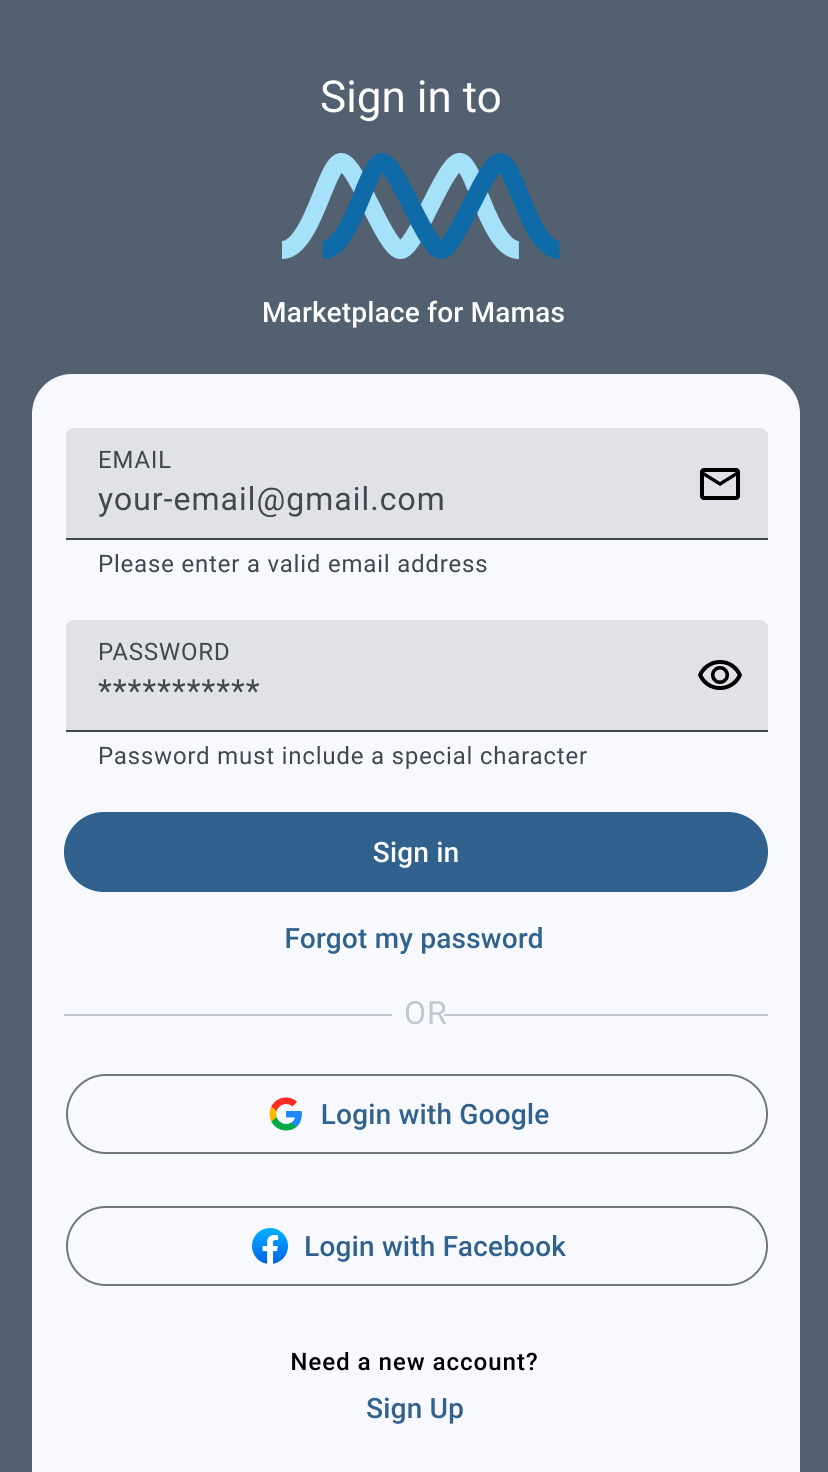 Sign in to
Marketplace for Mamas
EMAIL
your-email@gmail.com
Please enter a valid email address
PASSWORD
***********
Password must include a special character
Sign in
Forgot my password
OR
Login with Google
Login with Facebook
Need a new account?
Sign Up